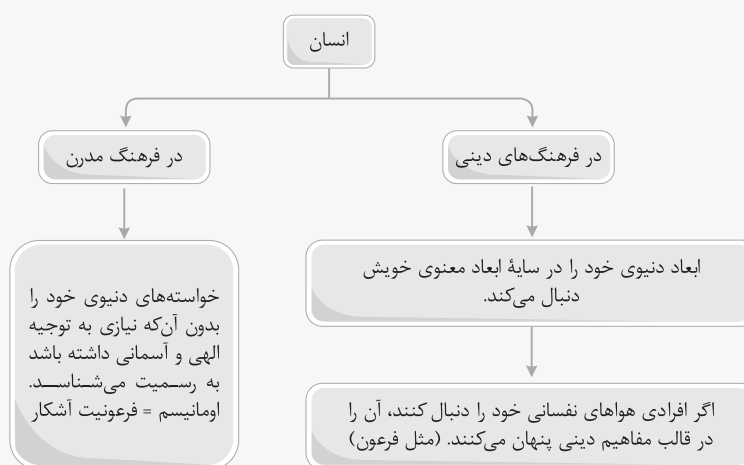 انسان
در فرهنگ‌های دینی
در فرهنگ مدرن
ابعاد دنیوی خود را در سایهٔ ابعاد معنوی خویش
دنبال می‌کند.
اگر افرادی هواهای نفسانی خود را دنبال کنند، آن را
در قالب مفاهیم دینی پنهان می‌کنند. (مثل فرعون)
خواسته‌های دنیوی خود را
بدون آن‌که نیازی به توجیه
الهی و آسمانی داشته باشد
به رسمیت می‌شناسد.
اومانیسم = فرعونیت آشکار